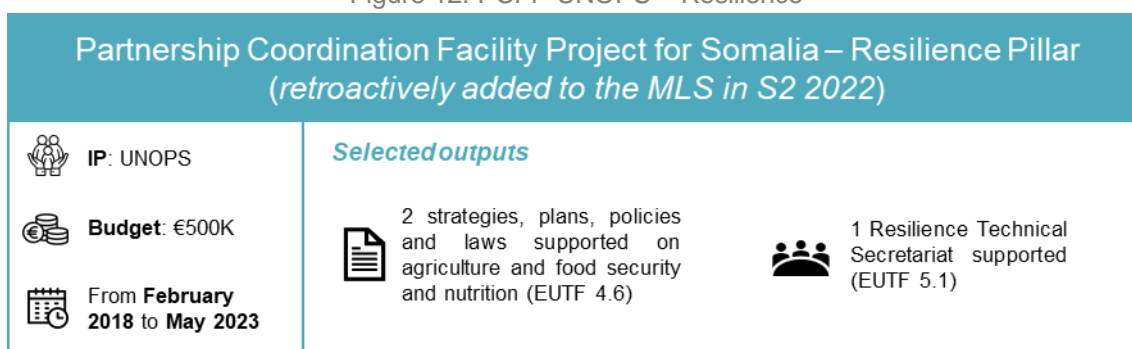 Partnership Coordination Facility Project for Somalia – Resilience Pillar
(retroactively added to the MLS in S2 2022)
IP: UNOPS
Budget: €500K
From February
2018 to May 2023
Selected outputs
2 strategies, plans, policies
and laws supported on
agriculture and food security
and nutrition (EUTF 4.6)
1 Resilience Technical
Secretariat supported
(EUTF 5.1)